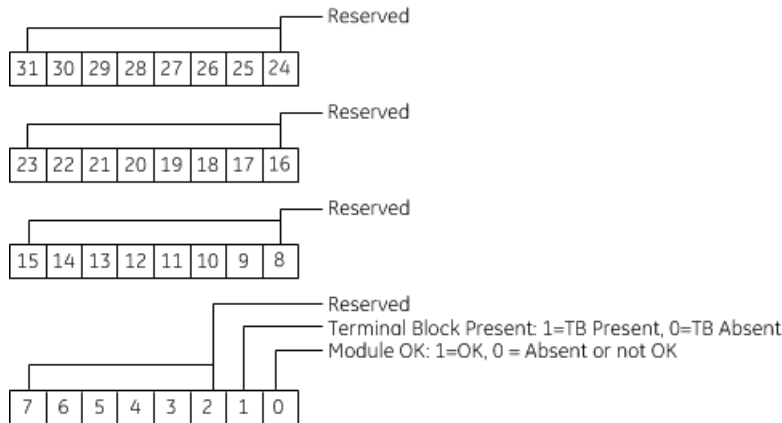 Reserved
31 30 29 28 27 26 25 24
Reserved
23 22 21 20 19 18 17 16
Reserved
15 14 13 12 11 10 9 8
Reserved
Terminal Block Present: 1=TB Present, 0=TB Absent
Module OK: 1=OK, 0 = Absent or not OK
7 6 5 4 3 2 1 0